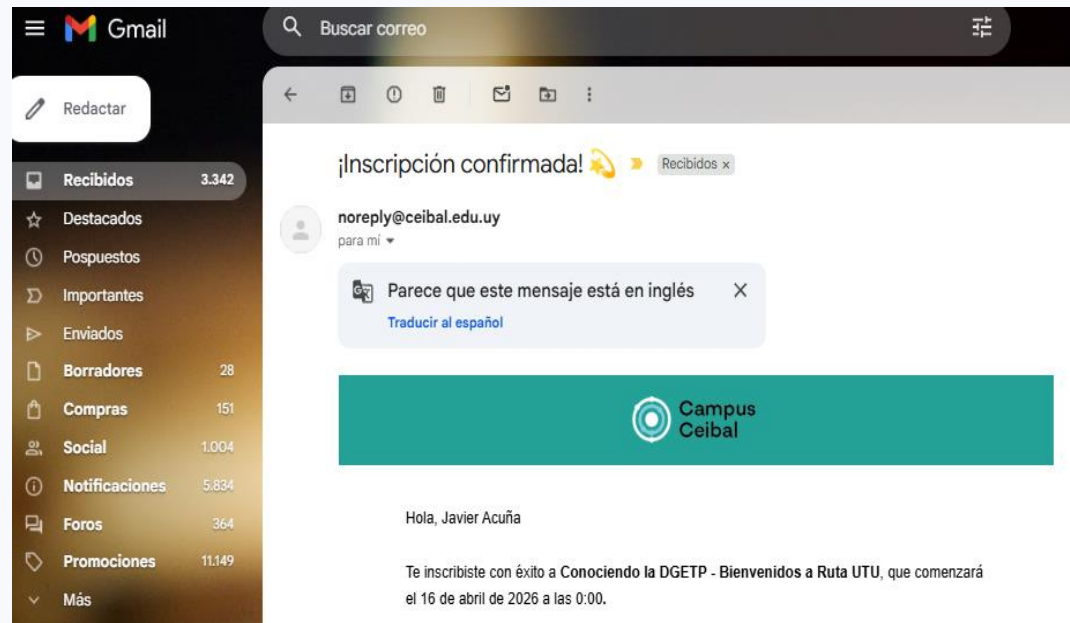 Gmail
Buscar correo
Redactar
Recibidos 3.342
Destacados
Pospuestos
Importantes
Enviados
Borradores 28
Compras 151
Social 1.004
Notificaciones 5.834
Foros 364
Promociones 11.149
Más
¡Inscripción confirmada! 💫 Recibidos x
noreply@ceibal.edu.uy
para mí
Parece que este mensaje está en inglés
Traducir al español
Campus
Ceibal
Hola, Javier Acuña
Te inscribiste con éxito a Conociendo la DGETP - Bienvenidos a Ruta UTU, que comenzará
el 16 de abril de 2026 a las 0:00.